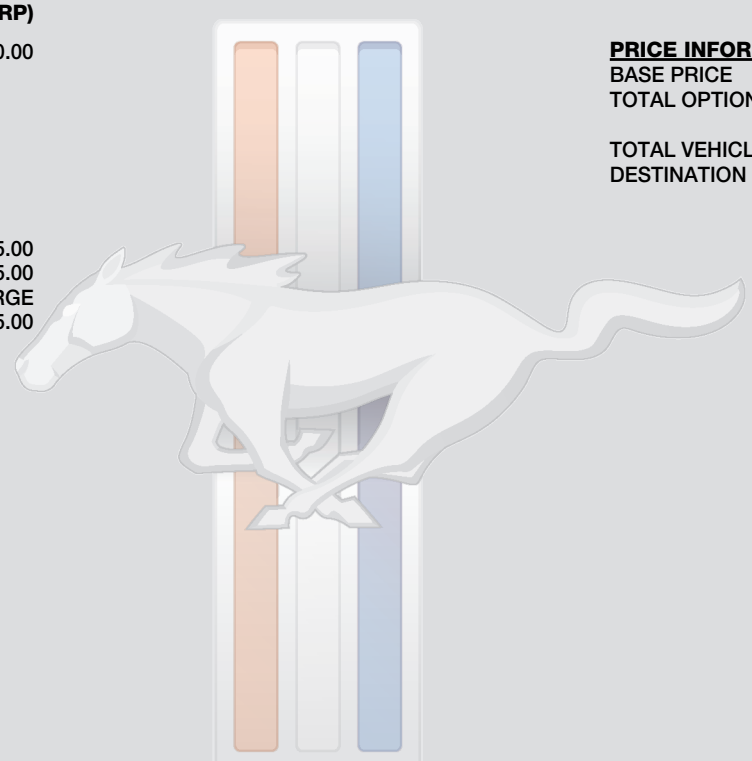 RP)
0.00
5.00
5.00
RGE
5.00
PRICE INFOR
BASE PRICE
TOTAL OPTION
TOTAL VEHICL
DESTINATION